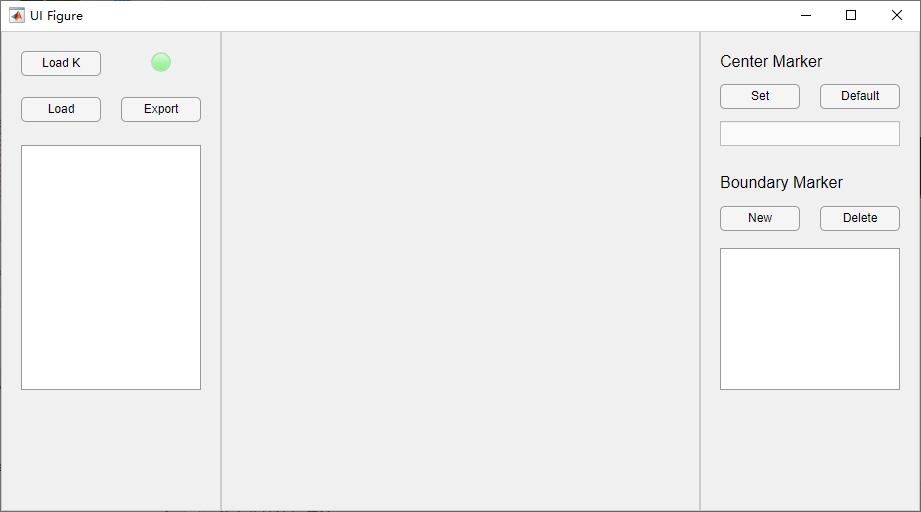 UI Figure
Load K
Load
Export
Center Marker
Set
Default
Boundary Marker
New
Delete